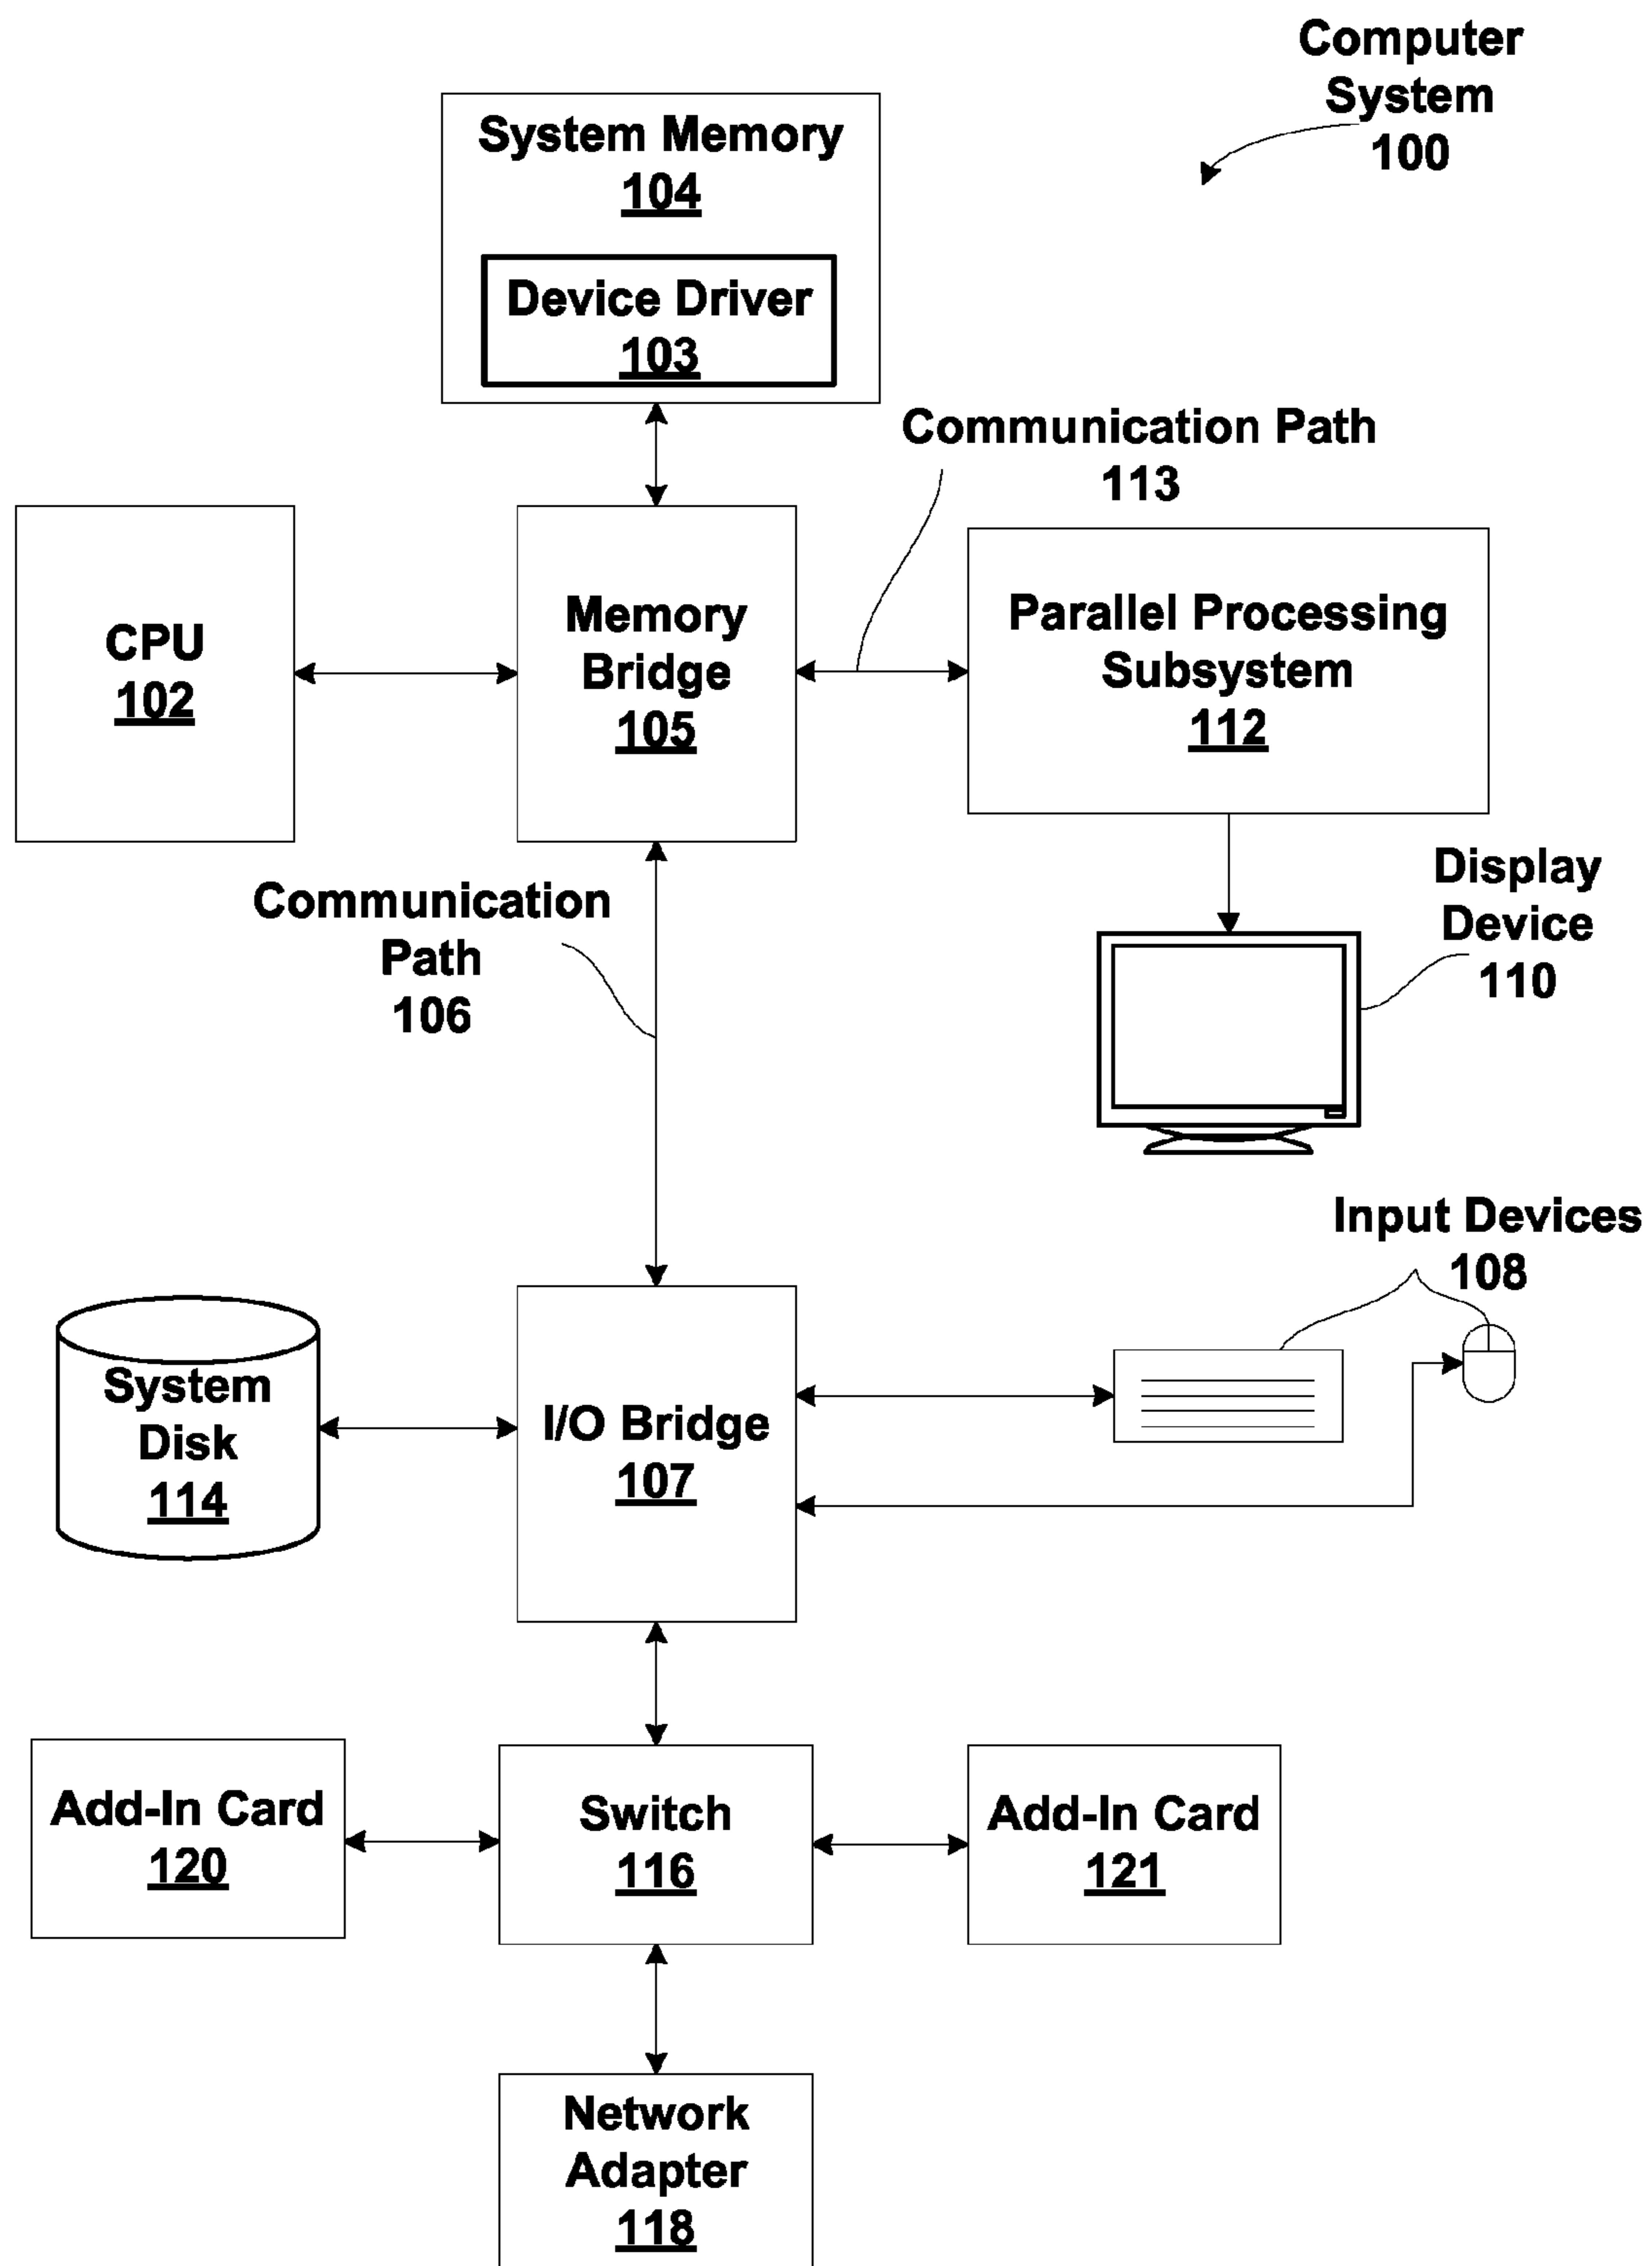 Computer
System
100
System Memory
104
Device Driver
103
Communication Path
113
CPU
102
Memory
Bridge
105
Parallel Processing
Subsystem
112
Communication
Path
106
Display
Device
110
Input Devices
108
System
Disk
114
I/O Bridge
107
Add-In Card
120
Switch
116
Add-In Card
121
Network
Adapter
118